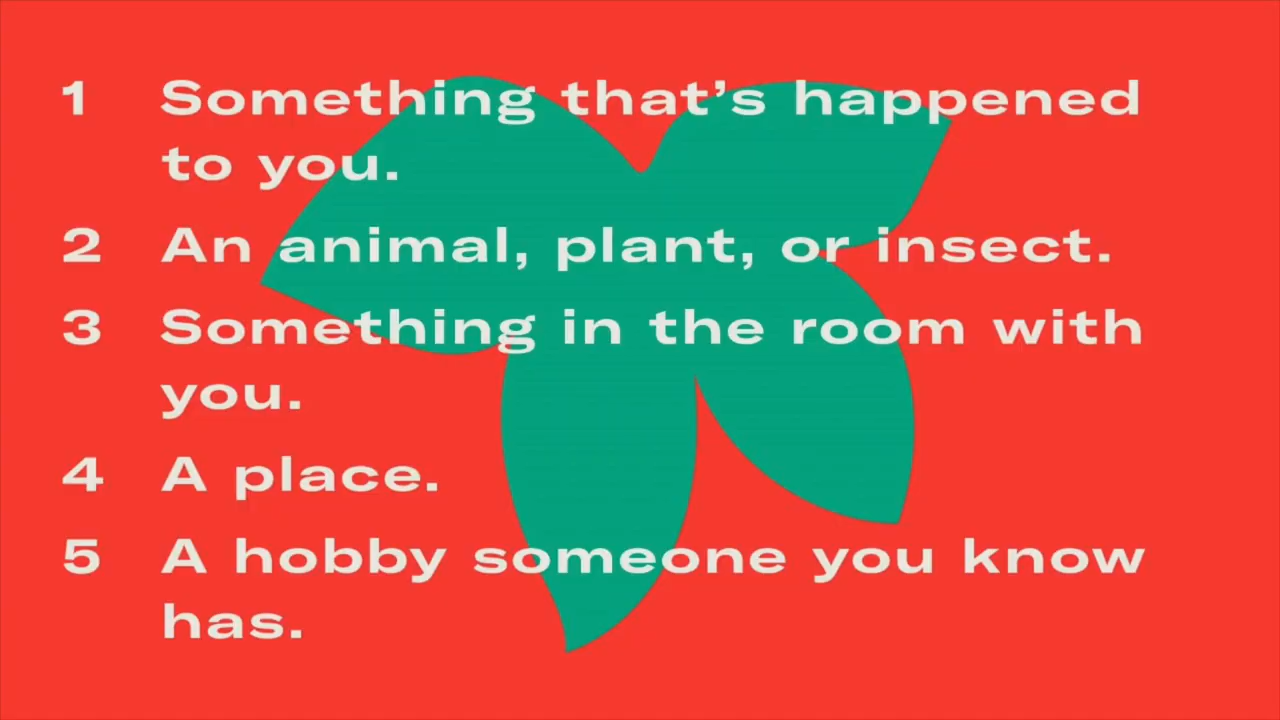 1 Something that’s happened
to you.
2 An animal, plant, or insect.
3 Something in the room with
you.
4 A place.
5 A hobby someone you know
has.